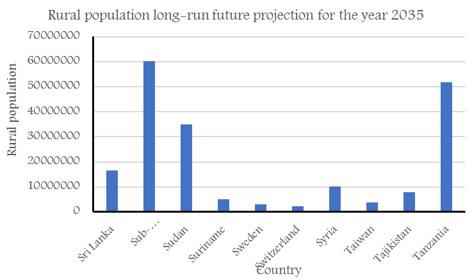 Rural population long-run future projection for the year 2035
Rural population
70000000
60000000
50000000
40000000
30000000
20000000
10000000
0
Sri Lanka
Sub-...
Sudan
Suriname
Sweden
Switzerland
Syria
Taiwan
Tajikistan
Tanzania
Country